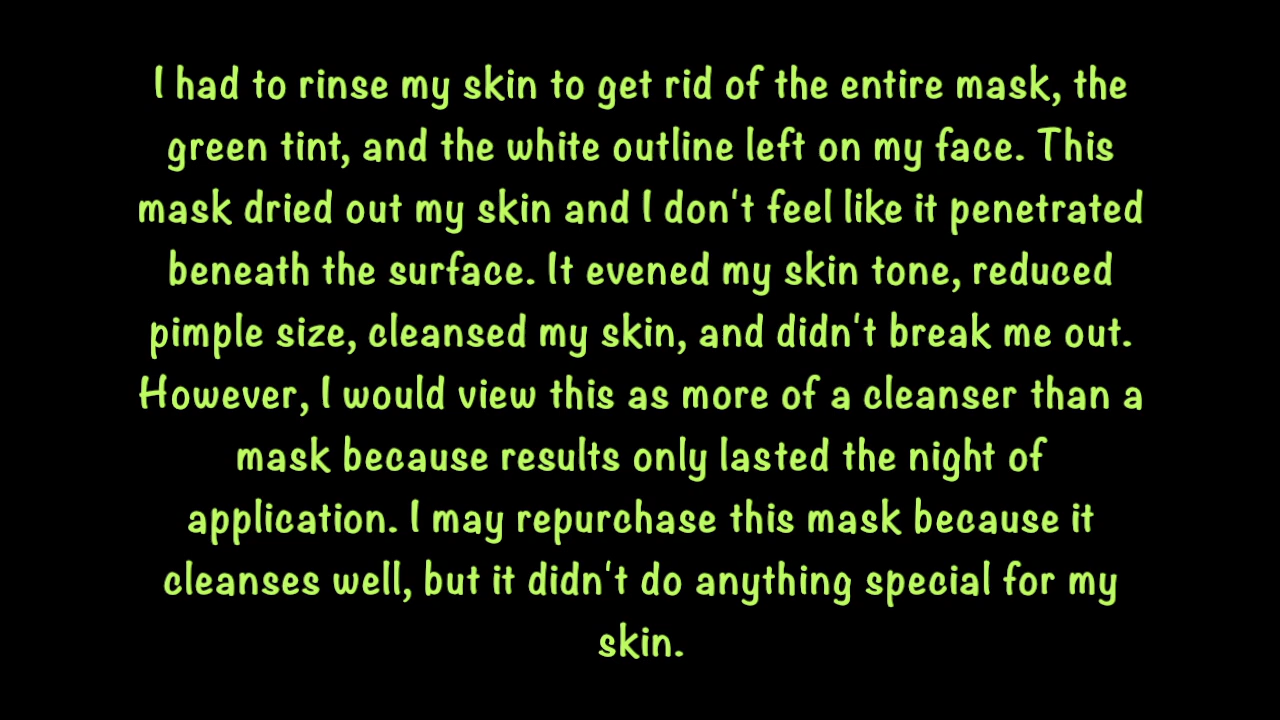 I had to rinse my skin to get rid of the entire mask, the
green tint, and the white outline left on my face. This
mask dried out my skin and I don't feel like it penetrated
beneath the surface. It evened my skin tone, reduced
pimple size, cleansed my skin, and didn't break me out.
However, I would view this as more of a cleanser than a
mask because results only lasted the night of
application. I may repurchase this mask because it
cleanses well, but it didn't do anything special for my
skin.